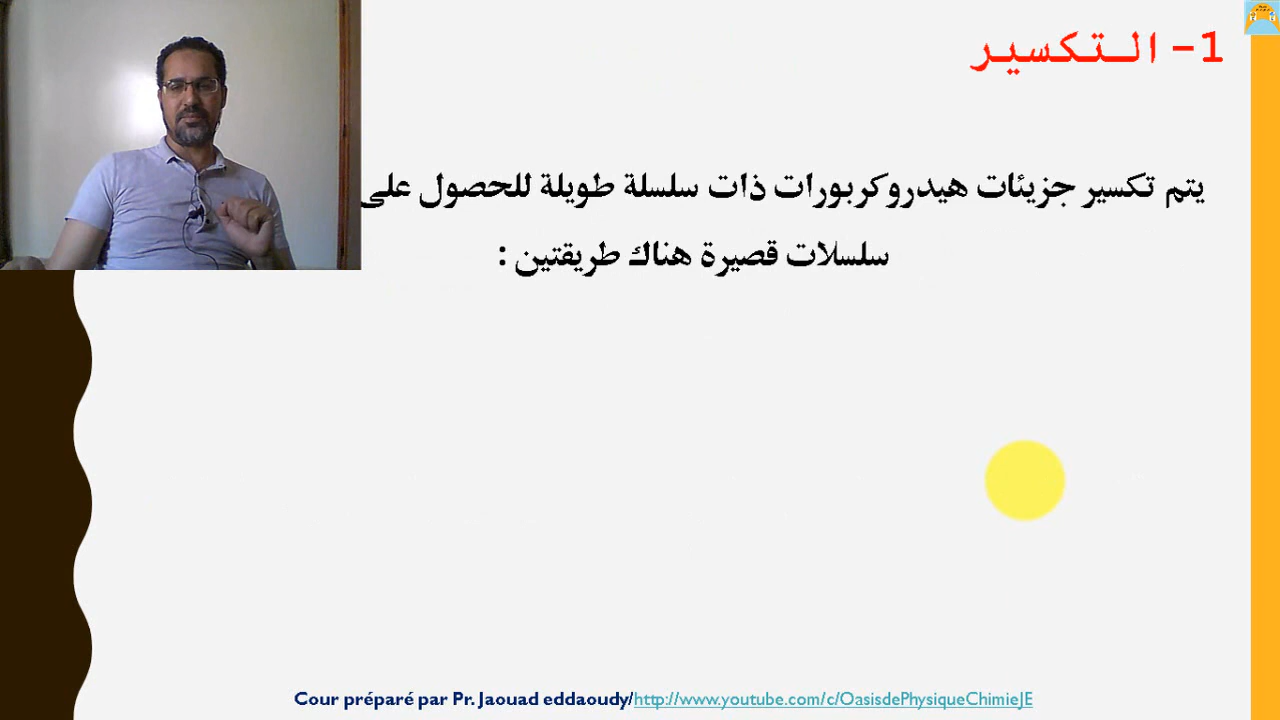 1- التكسير
يتم تكسير جزيئات هيدروكربورات ذات سلسلة طويلة للحصول على
سلسلات قصيرة هناك طريقتين :
Cour préparé par Pr. Jaouad eddaoudy/http://www.youtube.com/c/OasisdePhysiqueChimieJE